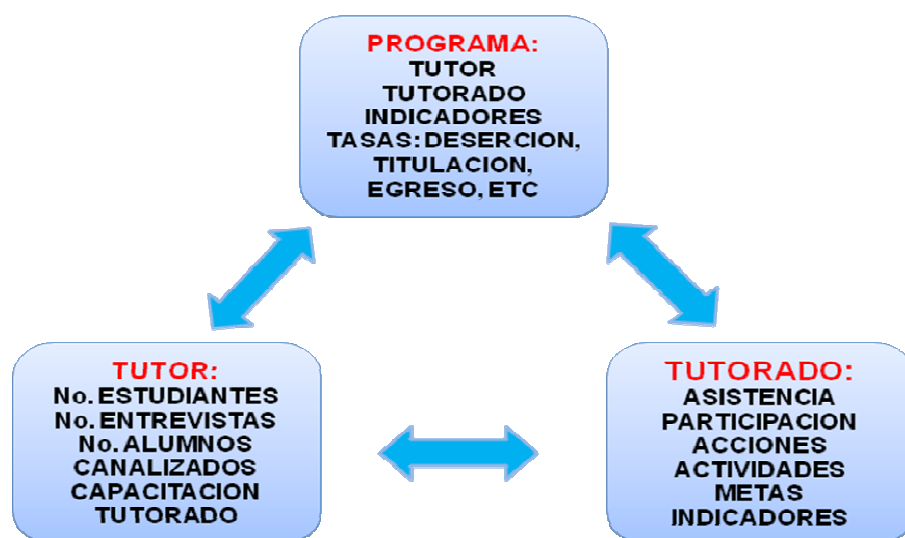 PROGRAMA:
TUTOR
TUTORADO
INDICADORES
TASAS: DESERCION,
TITULACION,
EGRESO, ETC
TUTOR:
No. ESTUDIANTES
No. ENTREVISTAS
No. ALUMNOS
CANALIZADOS
CAPACITACION
TUTORADO
TUTORADO:
ASISTENCIA
PARTICIPACION
ACCIONES
ACTIVIDADES
METAS
INDICADORES